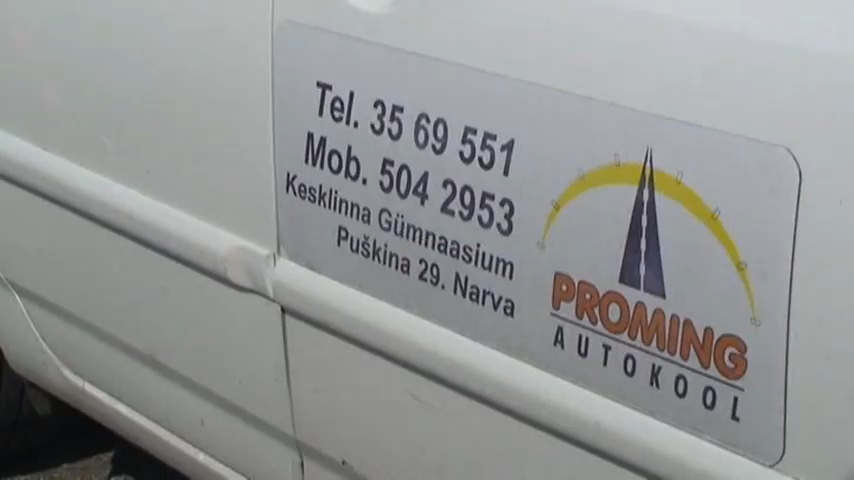 Tel. 35 69 551
Mob. 504 2953
Kesklinna Gümnaasium
Puškina 29. Narva
PROMING
AUTOKOOL